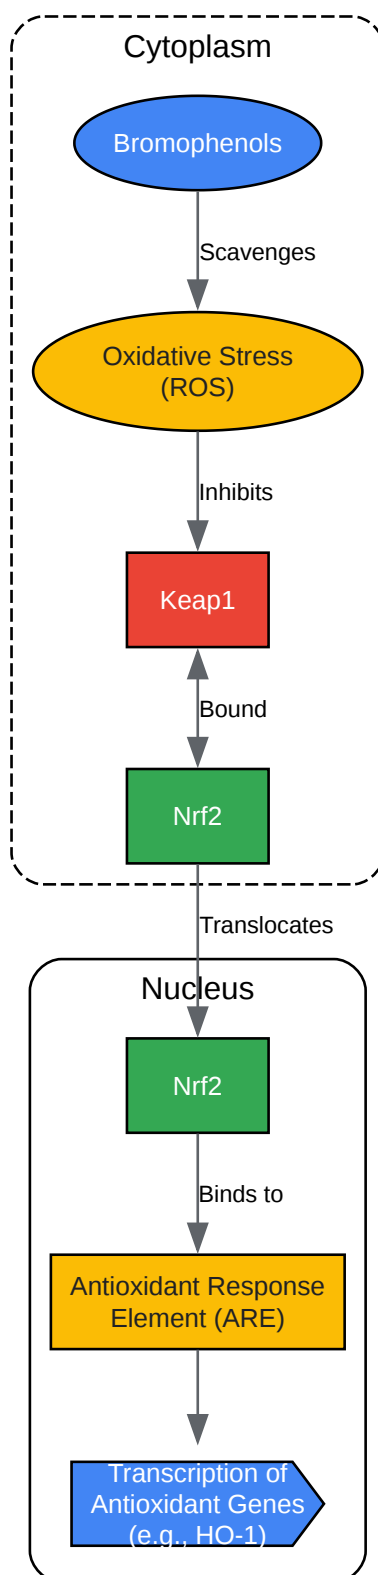 Cytoplasm
Bromophenols
Scavenges
Oxidative Stress
(ROS)
Inhibits
Keap1
Bound
Nrf2
Translocates
Nucleus
Nrf2
Binds to
Antioxidant Response
Element (ARE)
Transcription of
Antioxidant Genes
(e.g., HO-1)